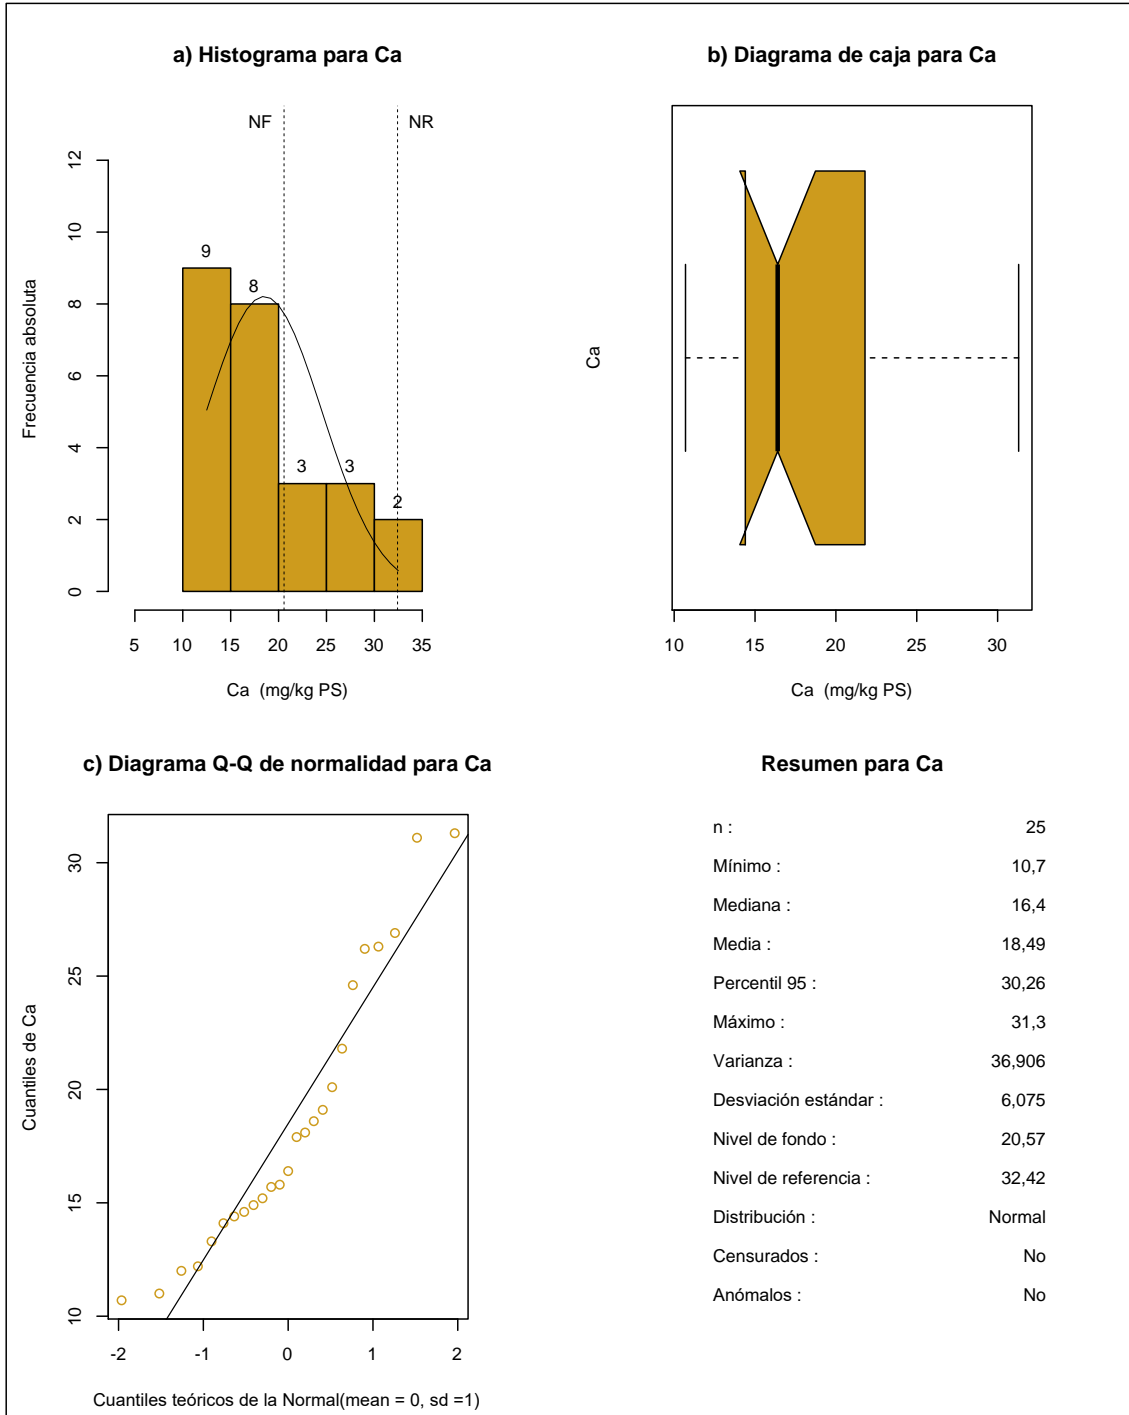 a) Histograma para Ca
NF
NR
Frecuencia absoluta
12
10
8
6
4
2
0
9
8
3
3
2
5 10 15 20 25 30 35
Ca (mg/kg PS)
b) Diagrama de caja para Ca
Ca
10 15 20 25 30
Ca (mg/kg PS)
c) Diagrama Q-Q de normalidad para Ca
Cuantiles de Ca
30
25
20
15
10
-2 -1 0 1 2
Cuantiles teóricos de la Normal(mean = 0, sd =1)
Resumen para Ca
n : 25
Mínimo : 10,7
Mediana : 16,4
Media : 18,49
Percentil 95 : 30,26
Máximo : 31,3
Varianza : 36,906
Desviación estándar : 6,075
Nivel de fondo : 20,57
Nivel de referencia : 32,42
Distribución : Normal
Censurados : No
Anómalos : No